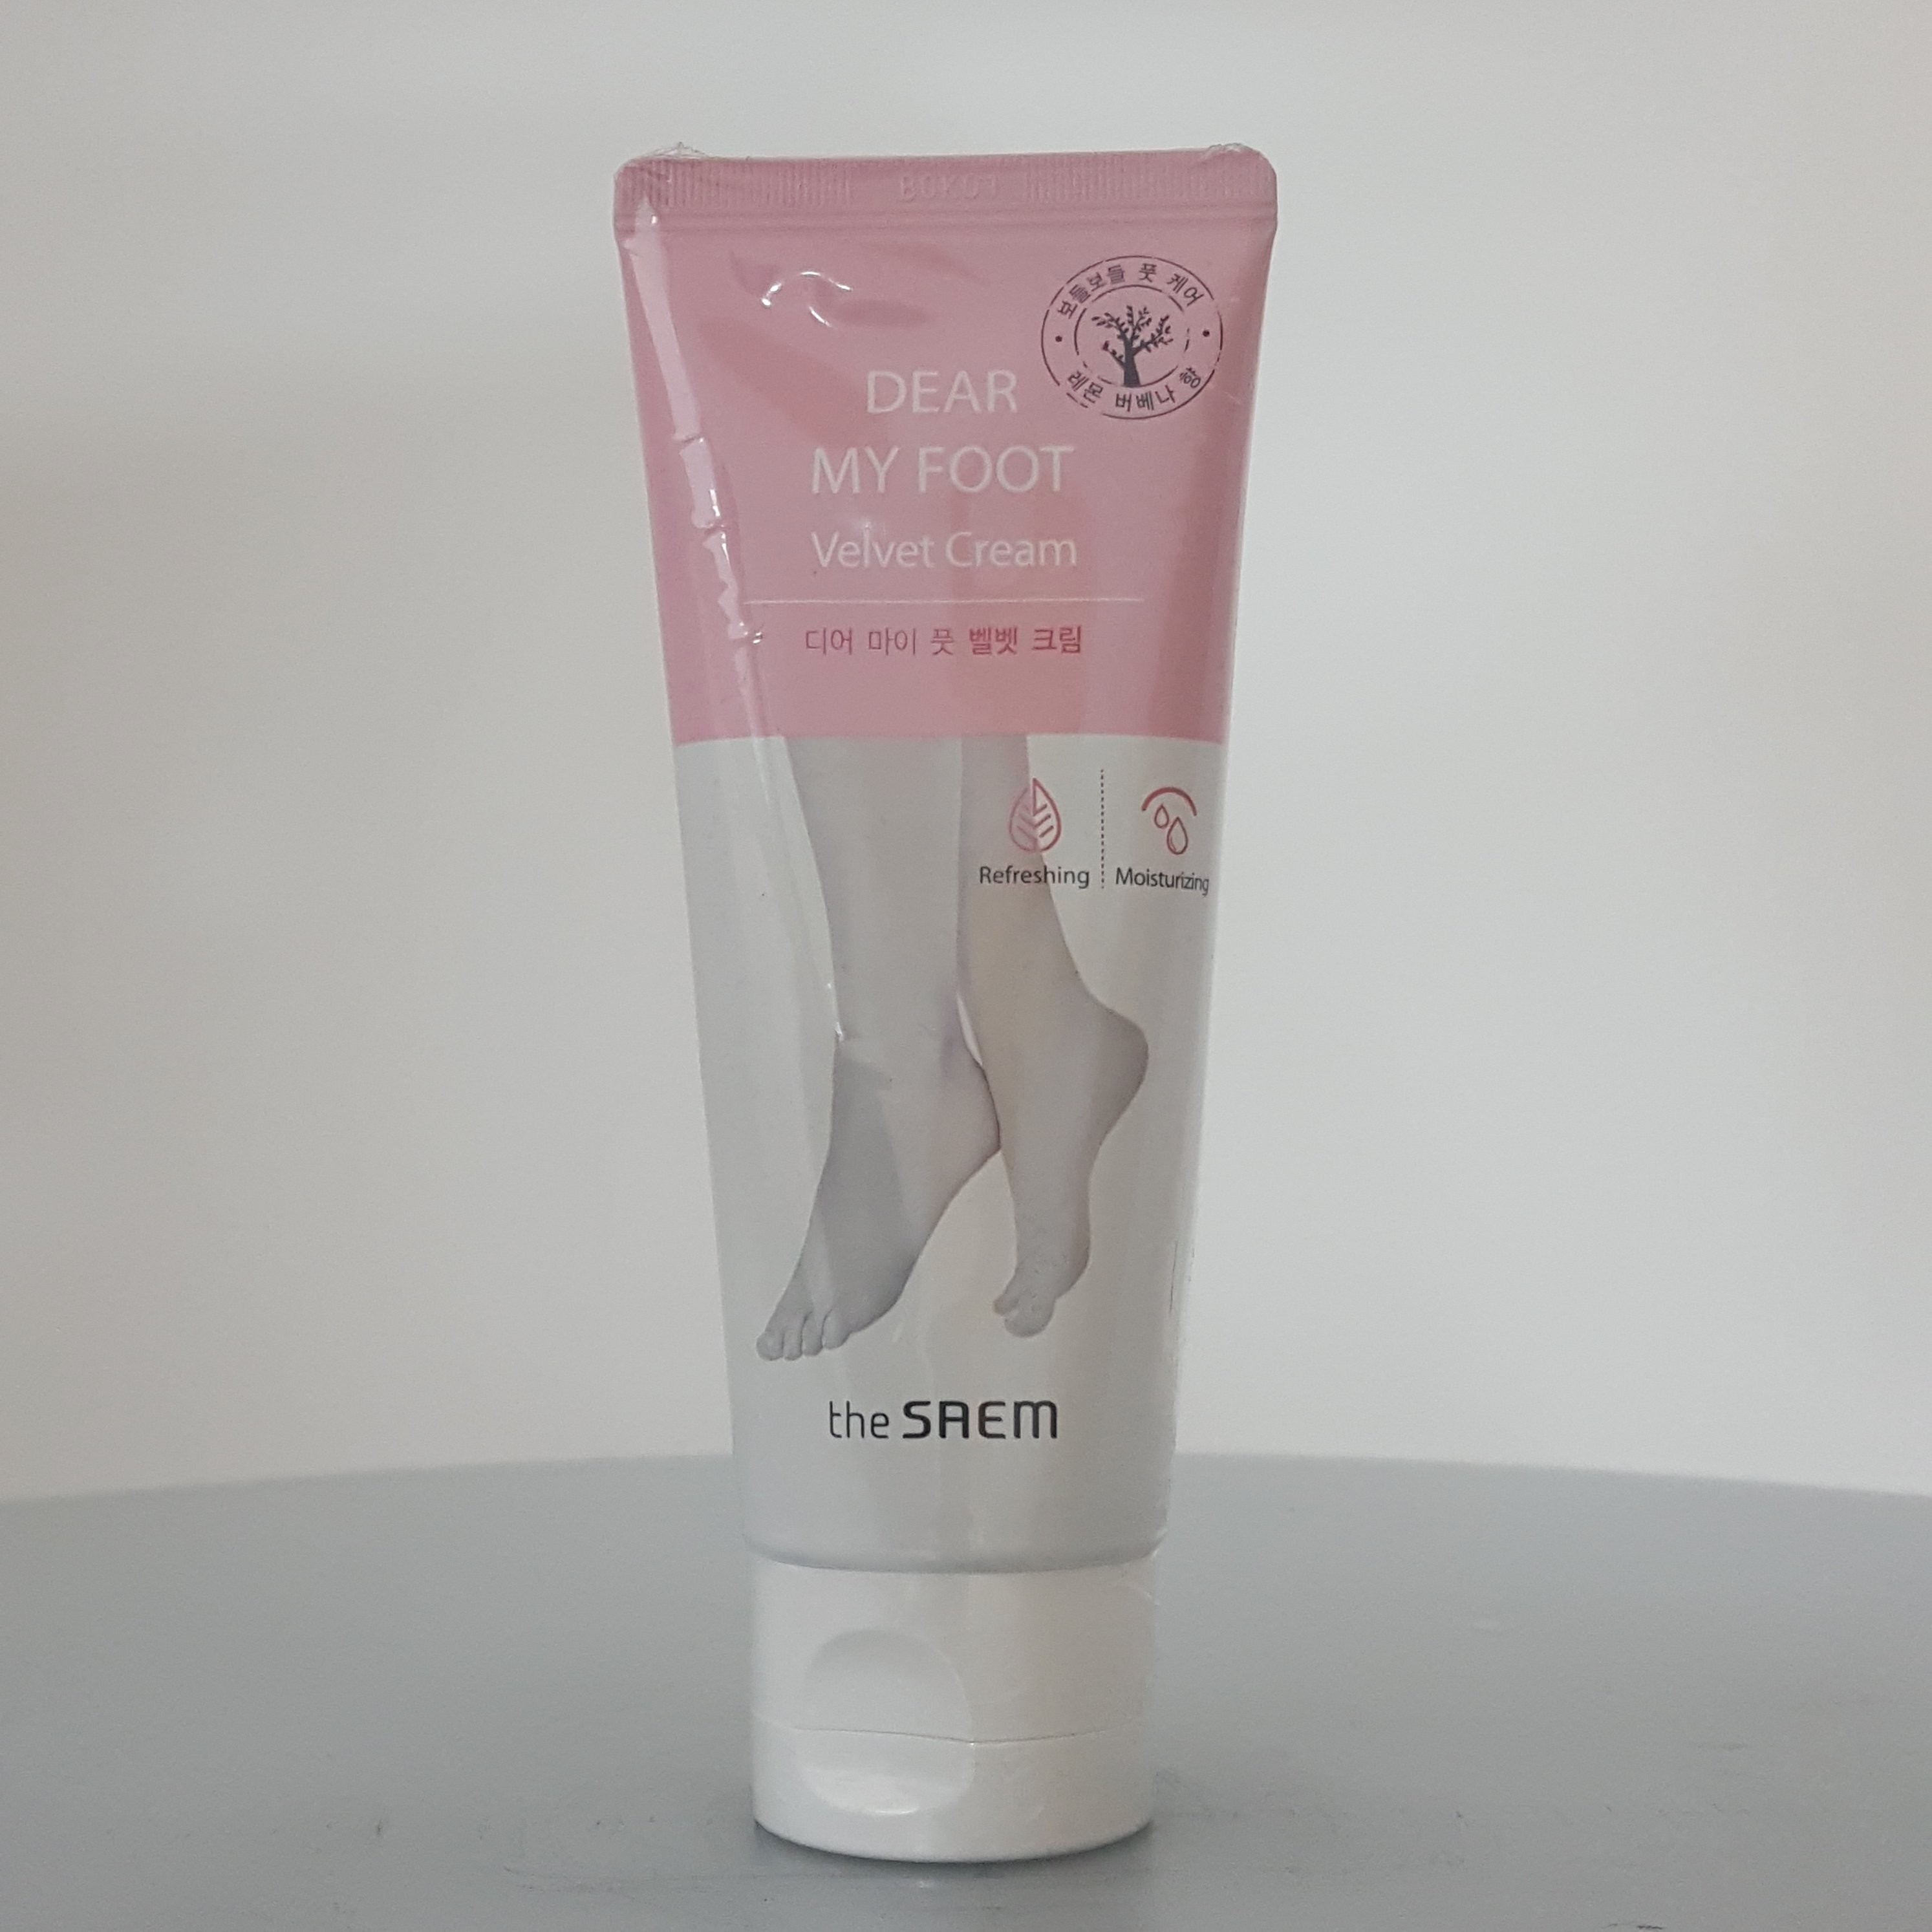 보들보들 풋 케어
레몬 버베나 향
DEAR
MY FOOT
Velvet Cream
디어 마이 풋 벨벳 크림
Refreshing
Moisturizing
the SAEM